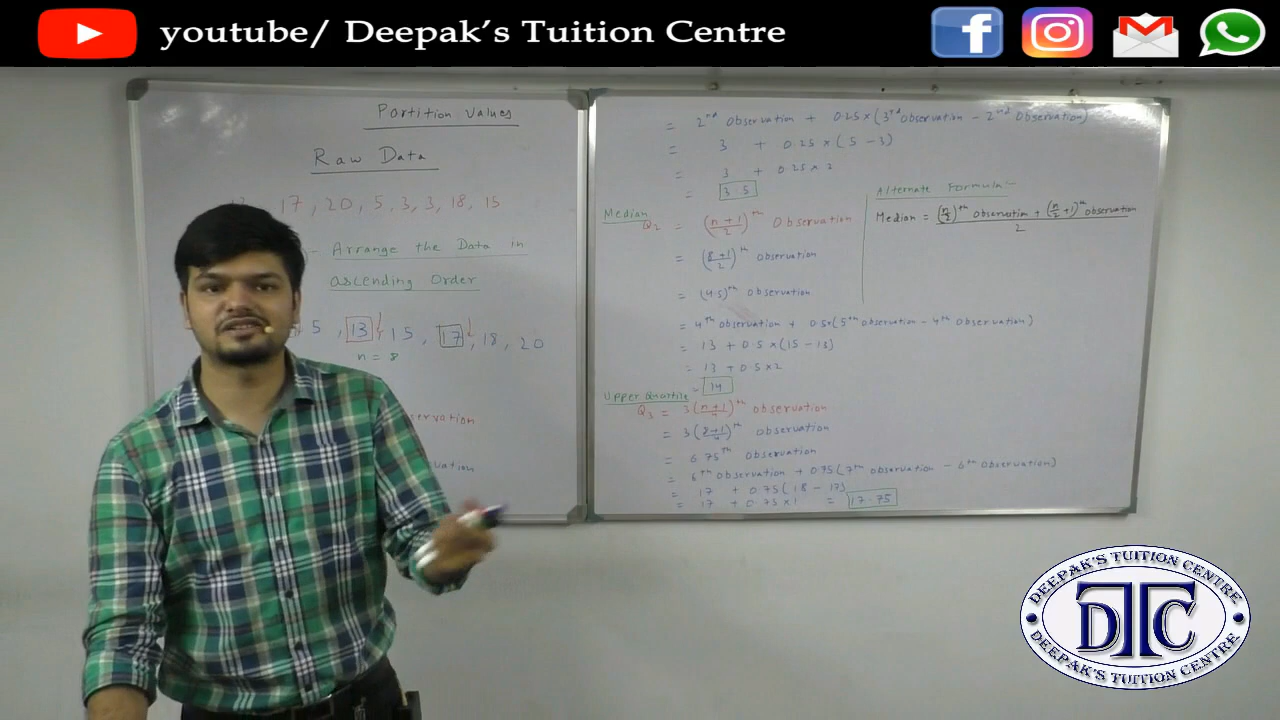 youtube/ Deepak's Tuition Centre
Partition Values
Raw Data
17, 20, 5, 3, 3, 18, 15
- Arrange the Data in
ascending Order
5, 13, 15, 17, 18, 20
n = 8
= 2nd Observation + 0.25×(3rd Observation - 2nd Observation)
= 3 + 0.25 × (5 - 3)
= 3 + 0.25 × 2
= 3.5
Median
Q2 = (n+1/2)th Observation
= (8+1/2)th Observation
= (4.5)th Observation
= 4th Observation + 0.5×(5th Observation - 4th Observation)
= 13 + 0.5 × (15 - 13)
= 13 + 0.5 × 2
= 14
Upper Quartile
Q3 = 3(n+1/4)th Observation
= 3(8+1/4)th Observation
= 6.75th Observation
= 6th Observation + 0.75(7th Observation - 6th Observation)
= 17 + 0.75(18 - 17)
= 17 + 0.75 × 1 = 17.75
Alternate Formula:-
Median = (n/2)th Observation + (n/2 + 1)th Observation
2
DEEPAK'S TUITION CENTRE
DTC
DEEPAK'S TUITION CENTRE